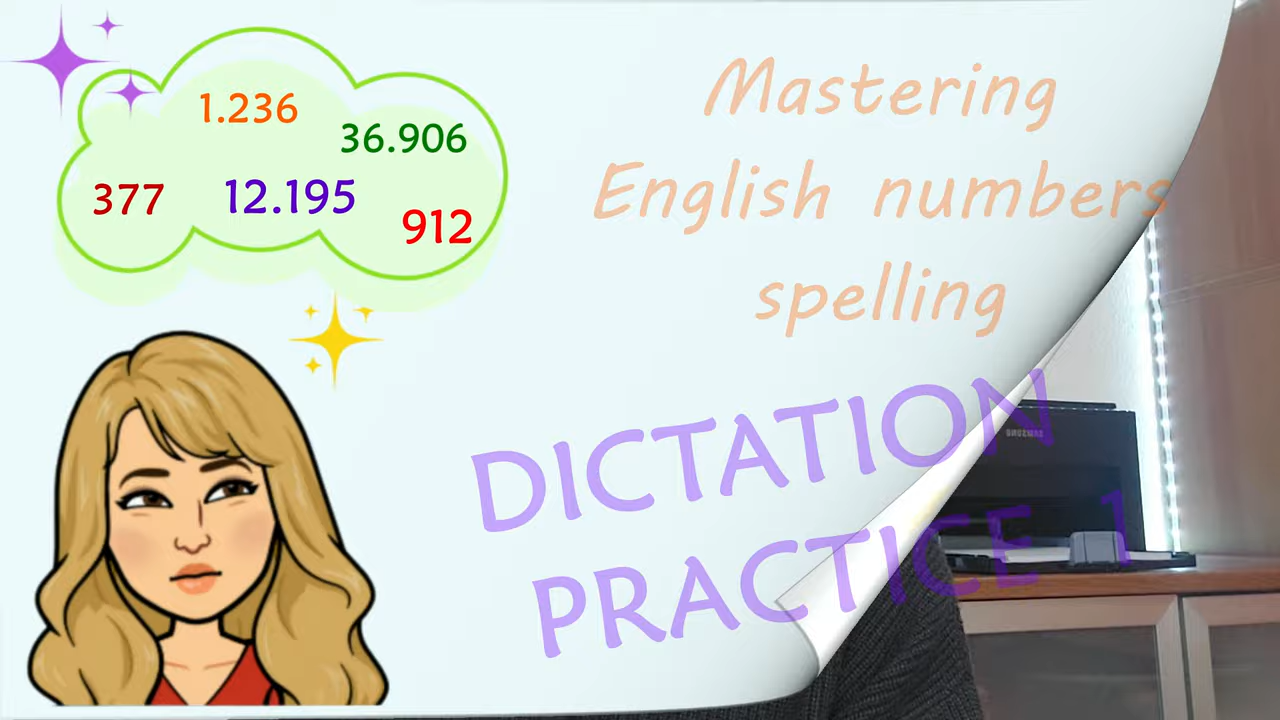 1.236
36.906
377
12.195
912
Mastering
English numbers
spelling
DICTATION
PRACTICE 1
SAMSUNG